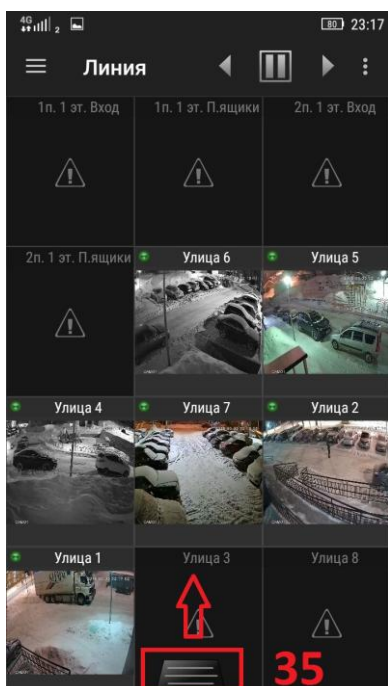 4G 2 80 23:17
Линия
1п. 1 эт. Вход 1п. 1 эт. П.ящики 2п. 1 эт. Вход
2п. 1 эт. П.ящики Улица 6 Улица 5
Улица 4 Улица 7 Улица 2
Улица 1 Улица 3 Улица 8
35